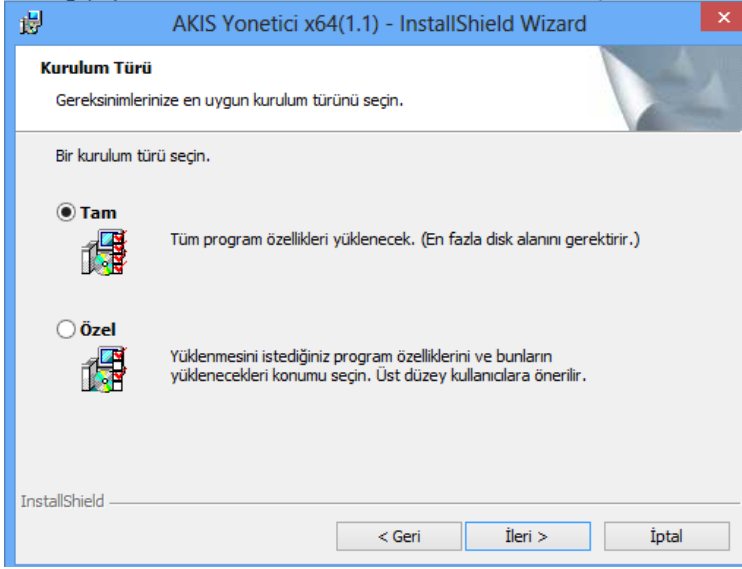 AKIS Yonetici x64(1.1) - InstallShield Wizard
Kurulum Türü
Gereksinimlerinize en uygun kurulum türünü seçin.
Bir kurulum türü seçin.
Tam
Tüm program özellikleri yüklenecek. (En fazla disk alanını gerektirir.)
Özel
Yüklenmesini istediğiniz program özelliklerini ve bunların
yüklenecekleri konumu seçin. Üst düzey kullanıcılara önerilir.
InstallShield
< Geri
İleri >
İptal